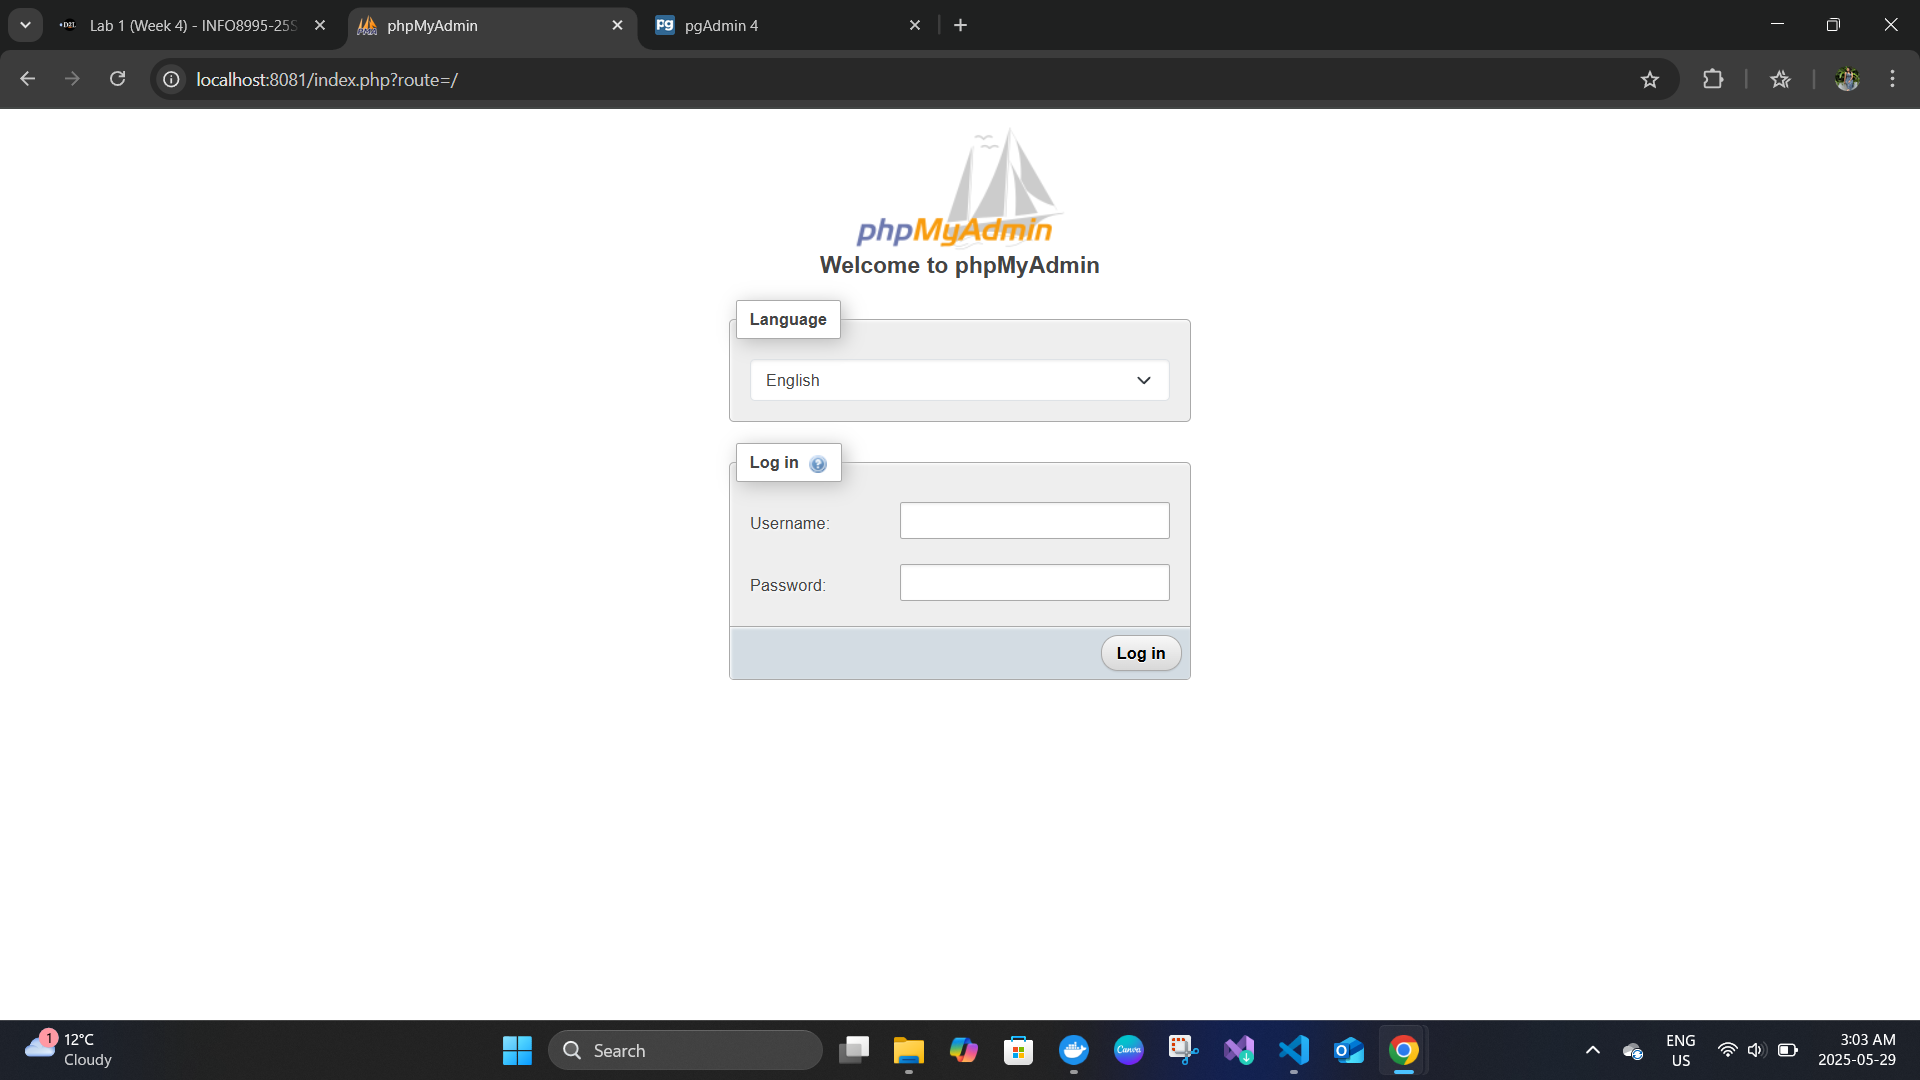 Lab 1 (Week 4) - INFO8995-25S
phpMyAdmin
pgAdmin 4
localhost:8081/index.php?route=/
phpMyAdmin
Welcome to phpMyAdmin
Language
English
Log in
Username:
Password:
Log in
1
12°C
Cloudy
Search
Canva
ENG
US
3:03 AM
2025-05-29